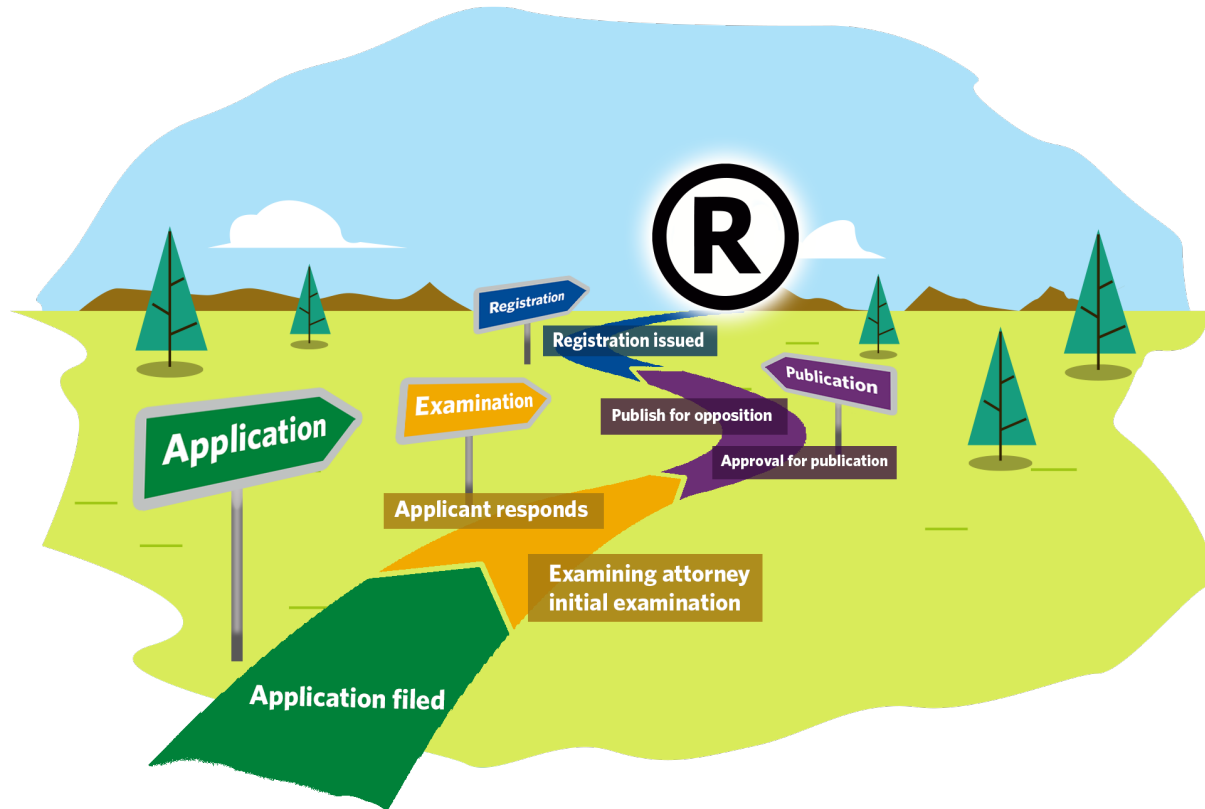 R
Registration
Registration issued
Publication
Examination
Publish for opposition
Application
Approval for publication
Applicant responds
Examining attorney
initial examination
Application filed